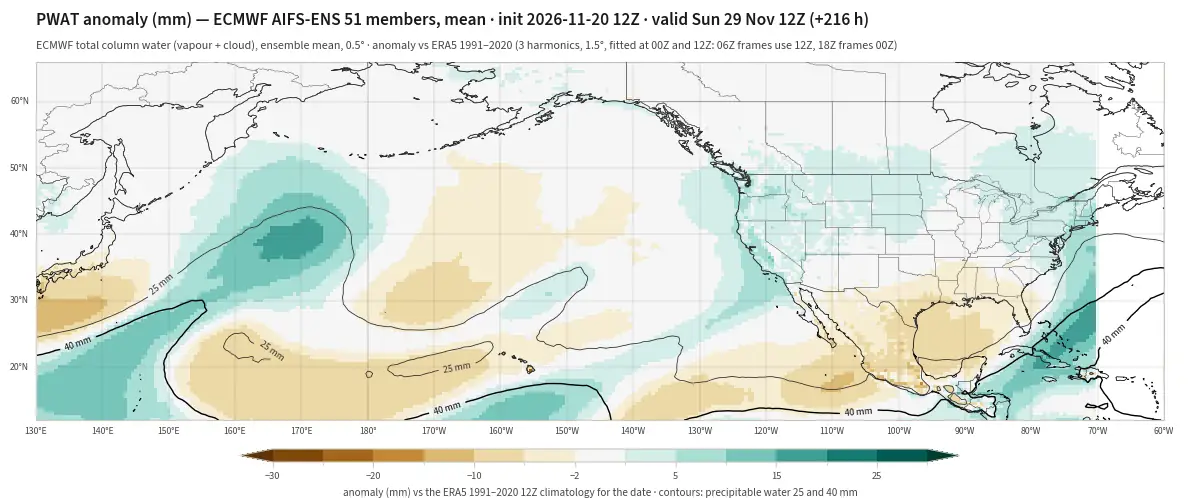 PWAT anomaly (mm) — ECMWF AIFS-ENS 51 members, mean · init 2026-11-20 12Z · valid Sun 29 Nov 12Z (+216 h)
ECMWF total column water (vapour + cloud), ensemble mean, 0.5° · anomaly vs ERA5 1991–2020 (3 harmonics, 1.5°, fitted at 00Z and 12Z: 06Z frames use 12Z, 18Z frames 00Z)
60°N
50°N
40°N
30°N
20°N
25 mm
40 mm
25 mm
25 mm
40 mm
40 mm
40 mm
130°E 140°E 150°E 160°E 170°E 180° 170°W 160°W 150°W 140°W 130°W 120°W 110°W 100°W 90°W 80°W 70°W 60°W
−30 −20 −10 −2 5 15 25
anomaly (mm) vs the ERA5 1991–2020 12Z climatology for the date · contours: precipitable water 25 and 40 mm